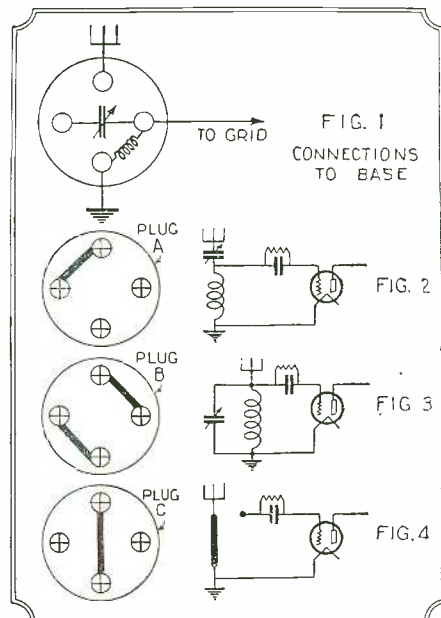 TO GRID
FIG. 1
CONNECTIONS
TO BASE
PLUG
A
FIG. 2
PLUG
B
FIG 3
PLUG
C
FIG. 4